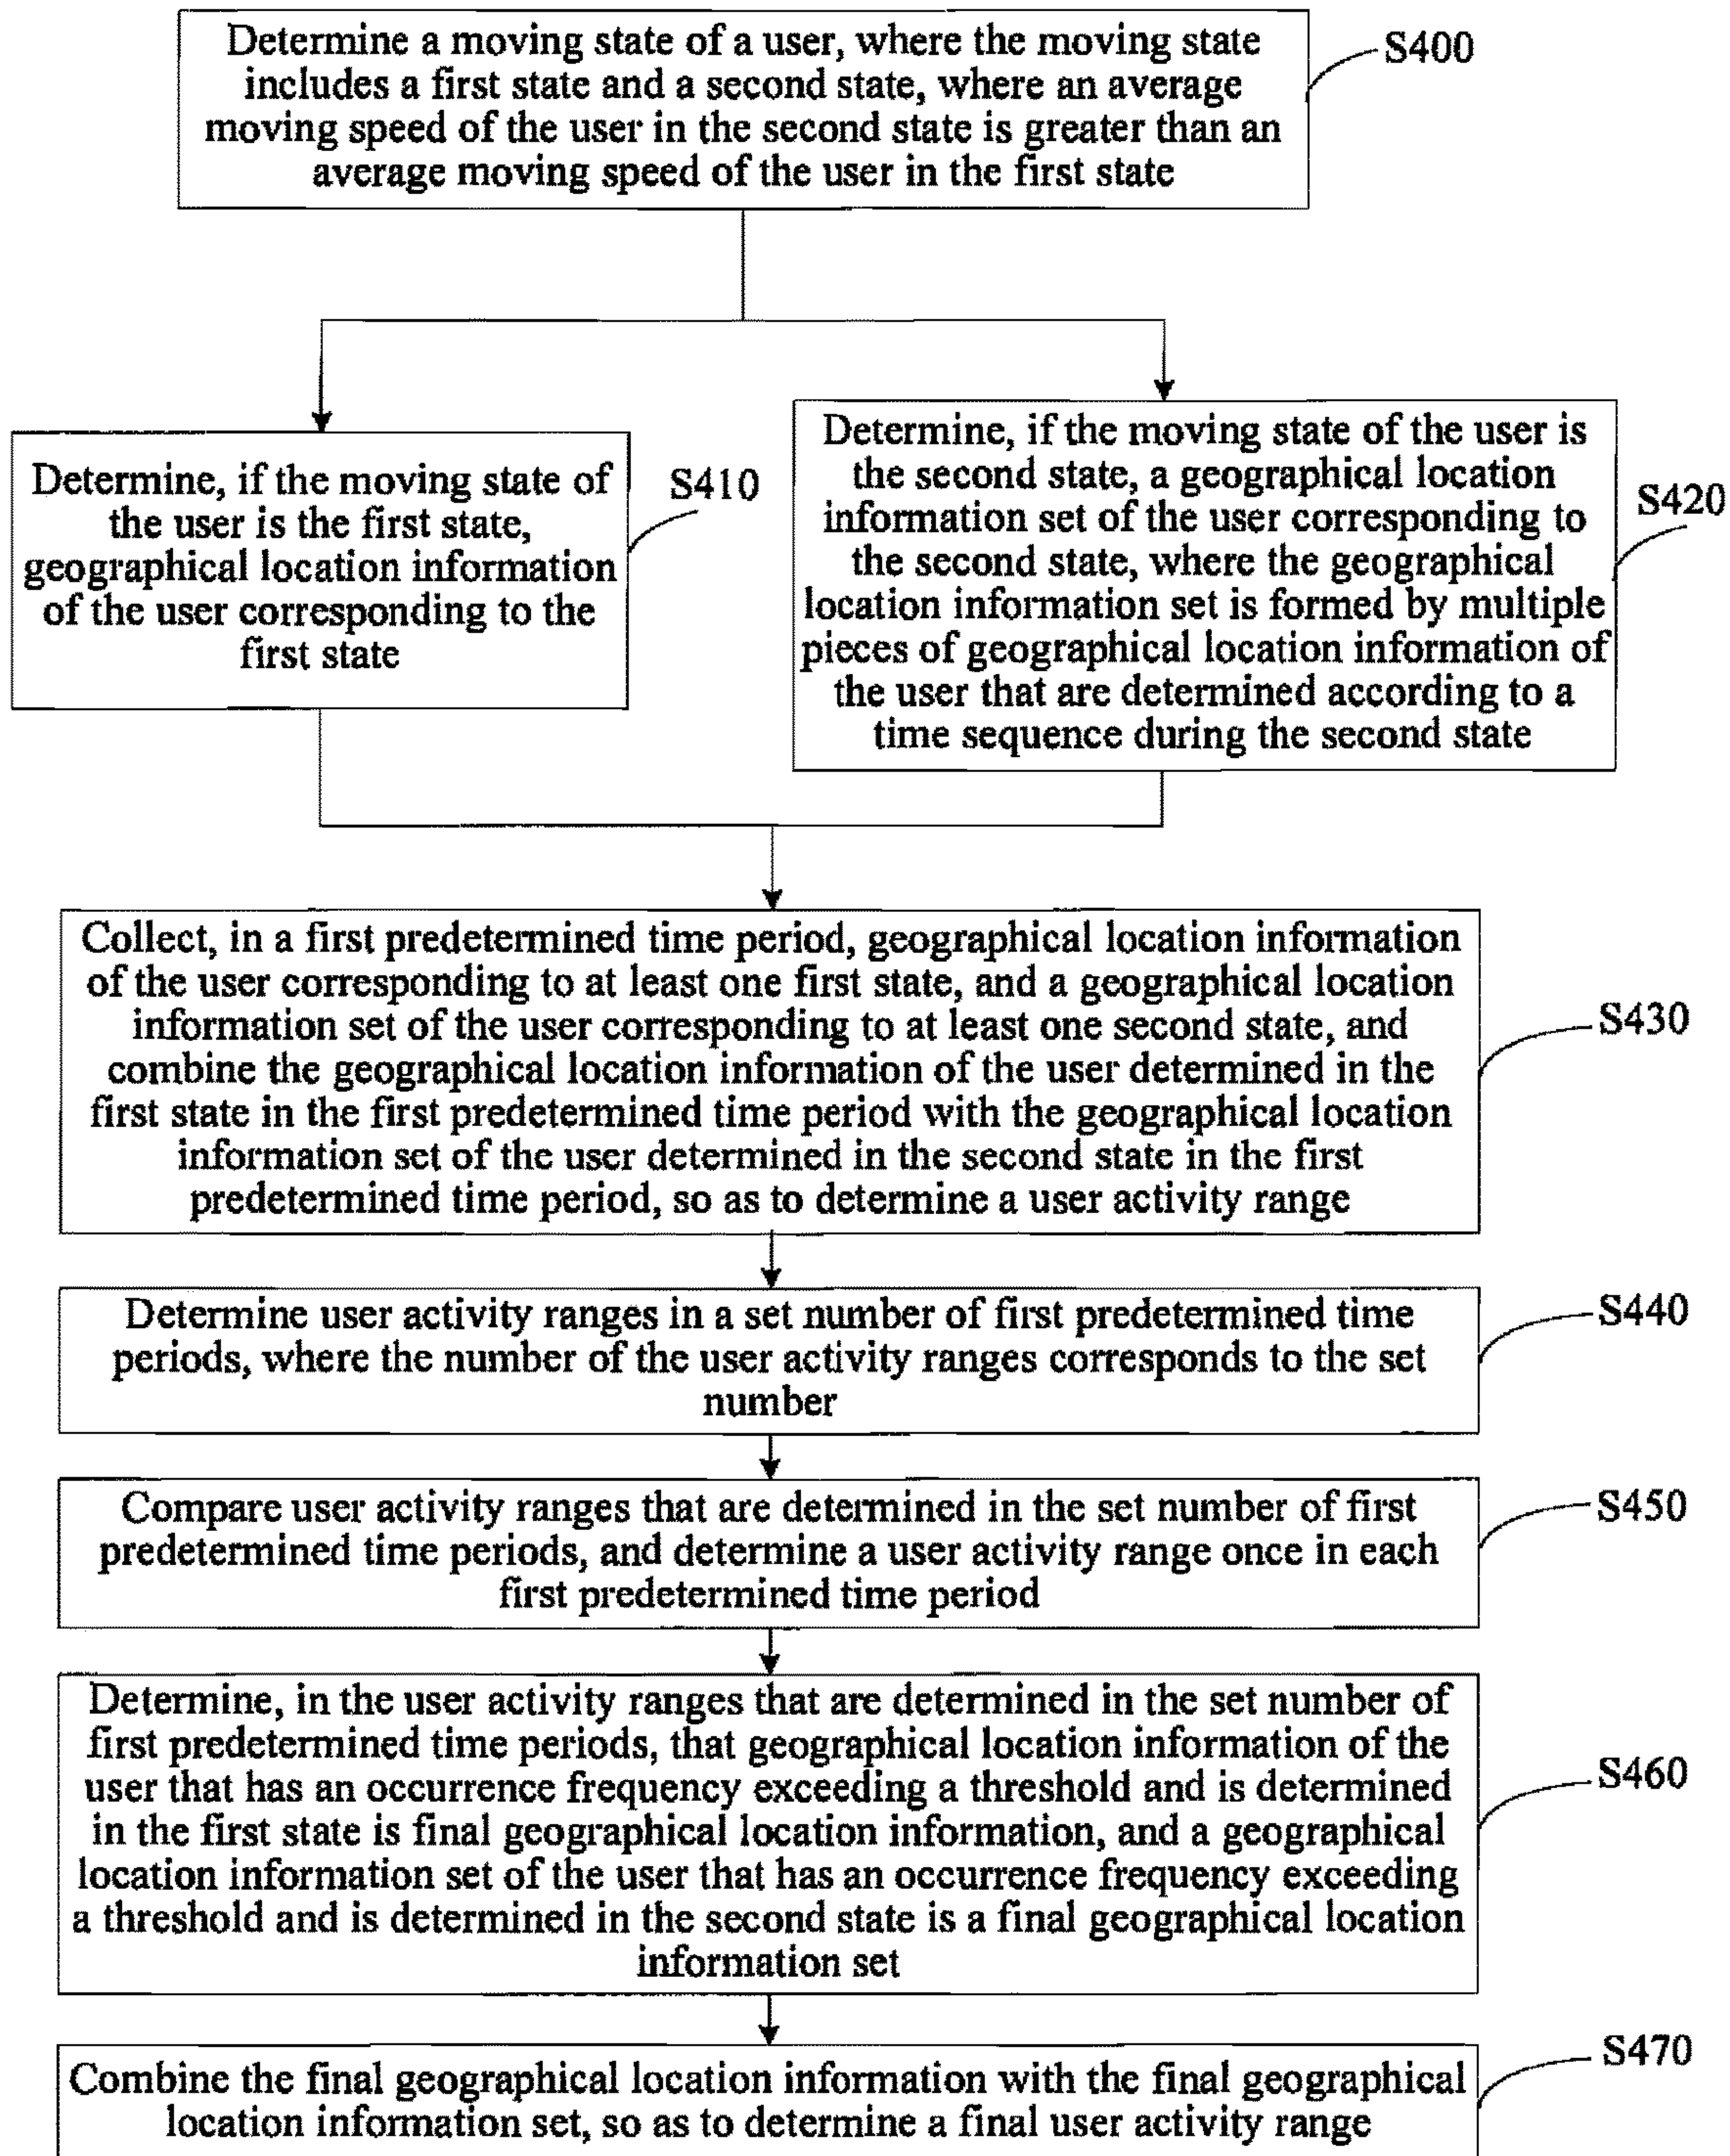 Determine a moving state of a user, where the moving state
includes a first state and a second state, where an average
moving speed of the user in the second state is greater than an
average moving speed of the user in the first state
S400
Determine, if the moving state of
the user is the first state,
geographical location information
of the user corresponding to the
first state
S410
Determine, if the moving state of the user is
the second state, a geographical location
information set of the user corresponding to
the second state, where the geographical
location information set is formed by multiple
pieces of geographical location information of
the user that are determined according to a
time sequence during the second state
S420
Collect, in a first predetermined time period, geographical location information
of the user corresponding to at least one first state, and a geographical location
information set of the user corresponding to at least one second state, and
combine the geographical location information of the user determined in the
first state in the first predetermined time period with the geographical location
information set of the user determined in the second state in the first
predetermined time period, so as to determine a user activity range
S430
Determine user activity ranges in a set number of first predetermined time
periods, where the number of the user activity ranges corresponds to the set
number
S440
Compare user activity ranges that are determined in the set number of first
predetermined time periods, and determine a user activity range once in each
first predetermined time period
S450
Determine, in the user activity ranges that are determined in the set number of
first predetermined time periods, that geographical location information of the
user that has an occurrence frequency exceeding a threshold and is determined
in the first state is final geographical location information, and a geographical
location information set of the user that has an occurrence frequency exceeding
a threshold and is determined in the second state is a final geographical location
information set
S460
Combine the final geographical location information with the final geographical
location information set, so as to determine a final user activity range
S470